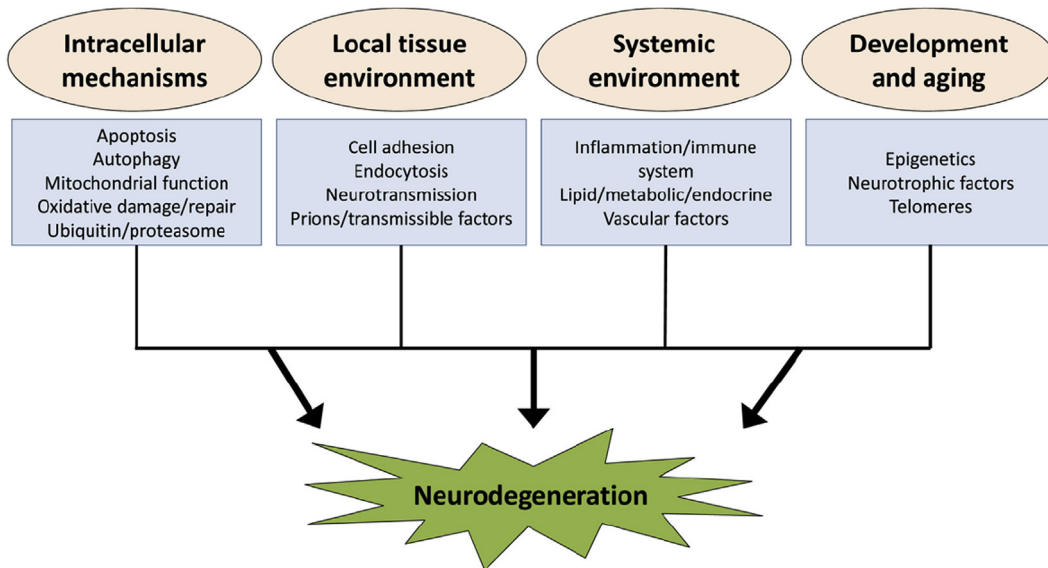 Intracellular
mechanisms
Local tissue
environment
Systemic
environment
Development
and aging
Apoptosis
Autophagy
Mitochondrial function
Oxidative damage/repair
Ubiquitin/proteasome
Cell adhesion
Endocytosis
Neurotransmission
Prions/transmissible factors
Inflammation/immune
system
Lipid/metabolic/endocrine
Vascular factors
Epigenetics
Neurotrophic factors
Telomeres
Neurodegeneration